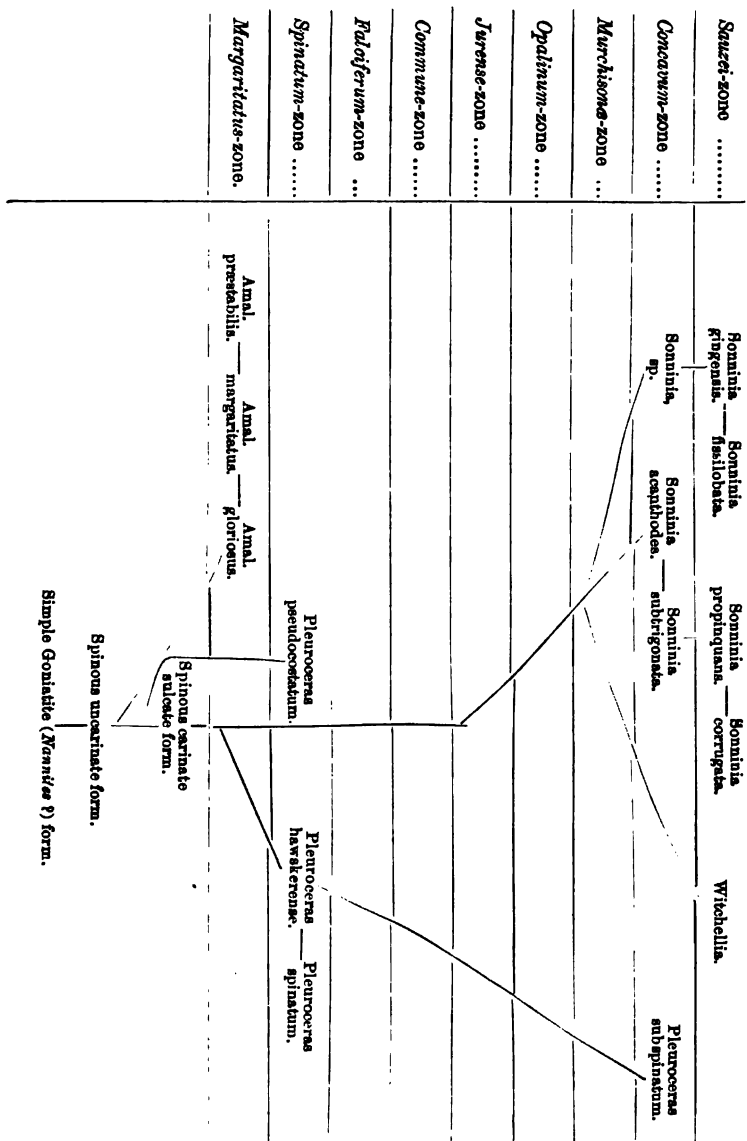 Sauzei-zone .........
Sonninia Sonninia Sonninia Sonninia Witchellia.
gingensis. fissilobata. propinquans. corrugata.
Concavum-zone .......
Sonninia, Sonninia Sonninia Pleuroceras
sp. acanthodes. subtrigonata. subspinatum.
Murchisonæ-zone ...
Opalinum-zone ......
Jurense-zone .........
Commune-zone ......
Falciferum-zone ...
Spinatum-zone ......
Pleuroceras Pleuroceras Pleuroceras
pseudocostatum. hawskerense. spinatum.
Margaritatus-zone.
Amal. Amal. Amal.
præstabilis. margaritatus. gloriosus.
Spinous carinate
sulcate form.
Spinous uncarinate form.
Simple Goniatite (Nannites ?) form.